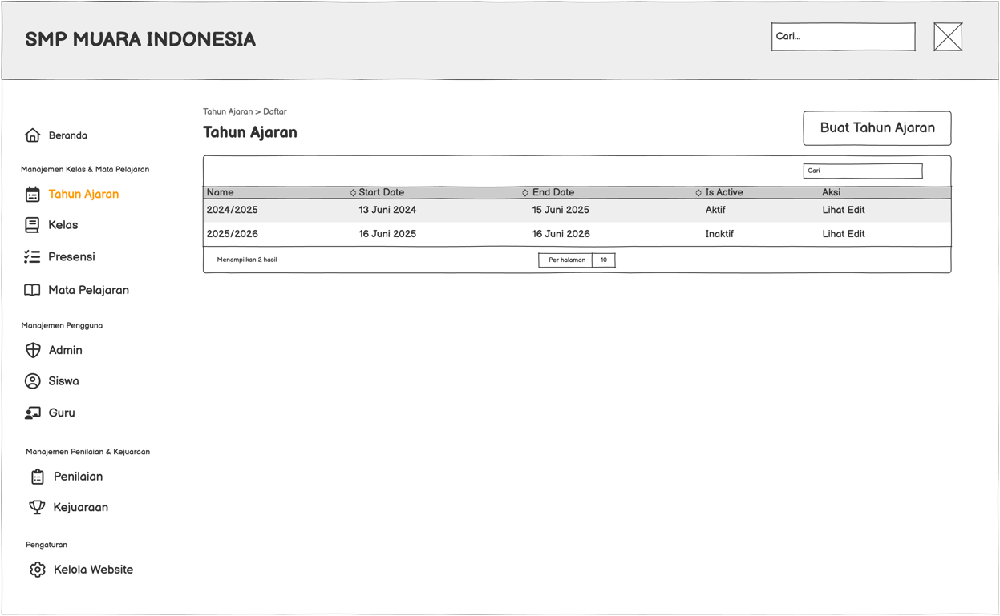 SMP MUARA INDONESIA
Cari...
Beranda
Manajemen Kelas & Mata Pelajaran
Tahun Ajaran
Kelas
Presensi
Mata Pelajaran
Manajemen Pengguna
Admin
Siswa
Guru
Manajemen Penilaian & Kejuaraan
Penilaian
Kejuaraan
Pengaturan
Kelola Website
Tahun Ajaran > Daftar
Tahun Ajaran
Buat Tahun Ajaran
Cari
Name Start Date End Date Is Active Aksi
2024/2025 13 Juni 2024 15 Juni 2025 Aktif Lihat Edit
2025/2026 16 Juni 2025 16 Juni 2026 Inaktif Lihat Edit
Menampilkan 2 hasil Per halaman 10